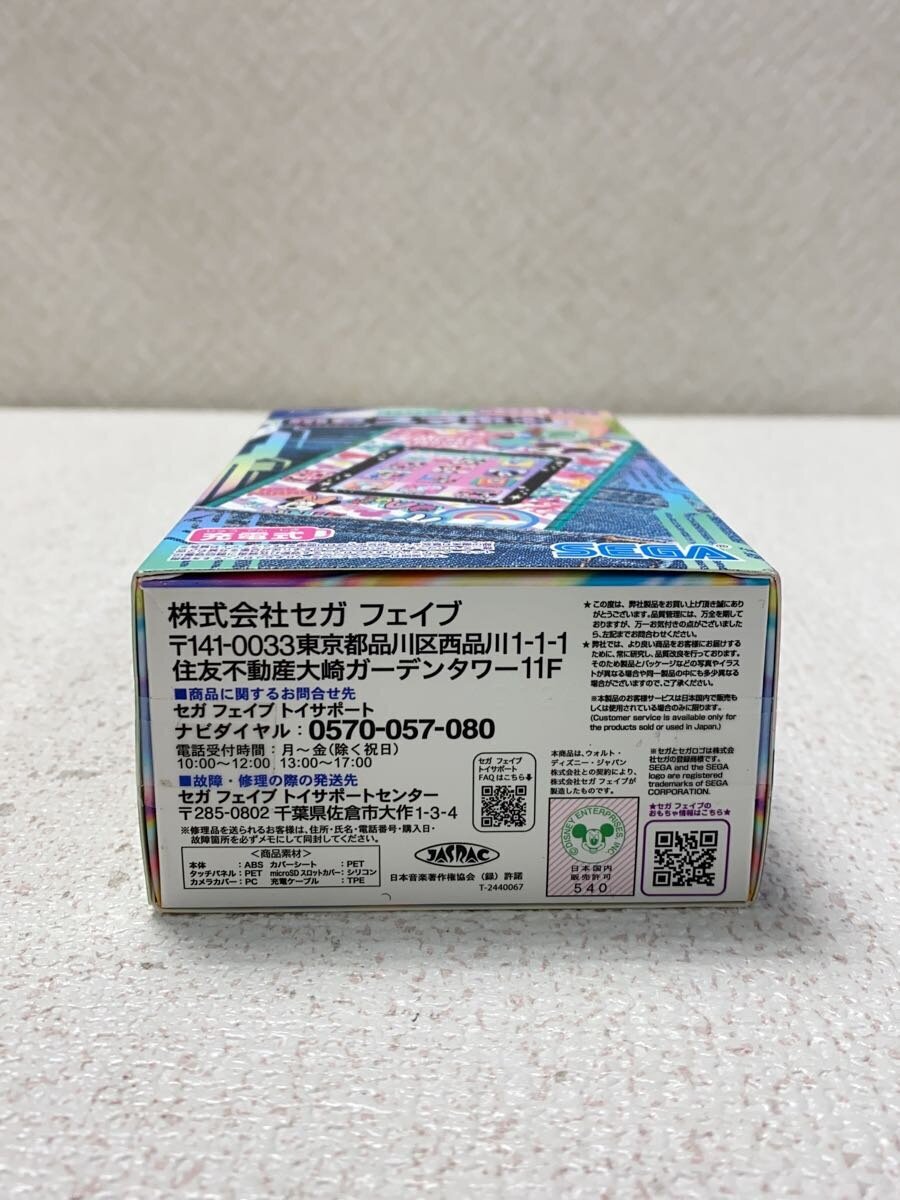 充電式
SEGA®
株式会社セガ フェイブ
〒141-0033東京都品川区西品川1-1-1
住友不動産大崎ガーデンタワー11F
■商品に関するお問合せ先
セガ フェイブ トイサポート
ナビダイヤル：0570-057-080
電話受付時間：月～金(除く祝日)
10:00～12:00 13:00～17:00
■故障・修理の際の発送先
セガ フェイブ トイサポートセンター
〒285-0802 千葉県佐倉市大作1-3-4
※修理品を送られるお客様は、住所・氏名・電話番号・購入日・
故障箇所を必ずメモにして同封してください。
〈商品素材〉
本体：ABS カバーシート：PET
タッチパネル：PET microSDスロットカバー：シリコン
カメラカバー：PC 充電ケーブル：TPE
セガ フェイブ
トイサポート
FAQはこちら
JASRAC
日本音楽著作権協会（録）許諾
T-2440067
★この度は、弊社製品をお買い上げ頂き誠にあり
がとうございます。品質管理には、万全を期して
おりますが、万一お気付きの点がございました
ら、左記までお問合わせください。
★弊社では、より良い商品をお客様にお届けする
ために、常に研究し、品質改良を行っております。
そのため製品とパッケージなどの写真やイラス
トが異なる場合や同一製品の中にも多少異なる
場合がございますので、ご了承ください。
※本製品のお客様サービスは日本国内で販売も
しくは使用されている場合のみに限ります。
(Customer service is available only for
the products sold or used in Japan.)
本商品は、ウォルト・
ディズニー・ジャパン
株式会社との契約により、
株式会社セガ フェイブが
製造したものです。
©DISNEY ENTERPRISES INC.
日本国内
販売許可
540
※セガとセガロゴは株式会
社セガの登録商標です。
SEGA and the SEGA
logo are registered
trademarks of SEGA
CORPORATION.
★セガ フェイブの
おもちゃ情報はこちら★